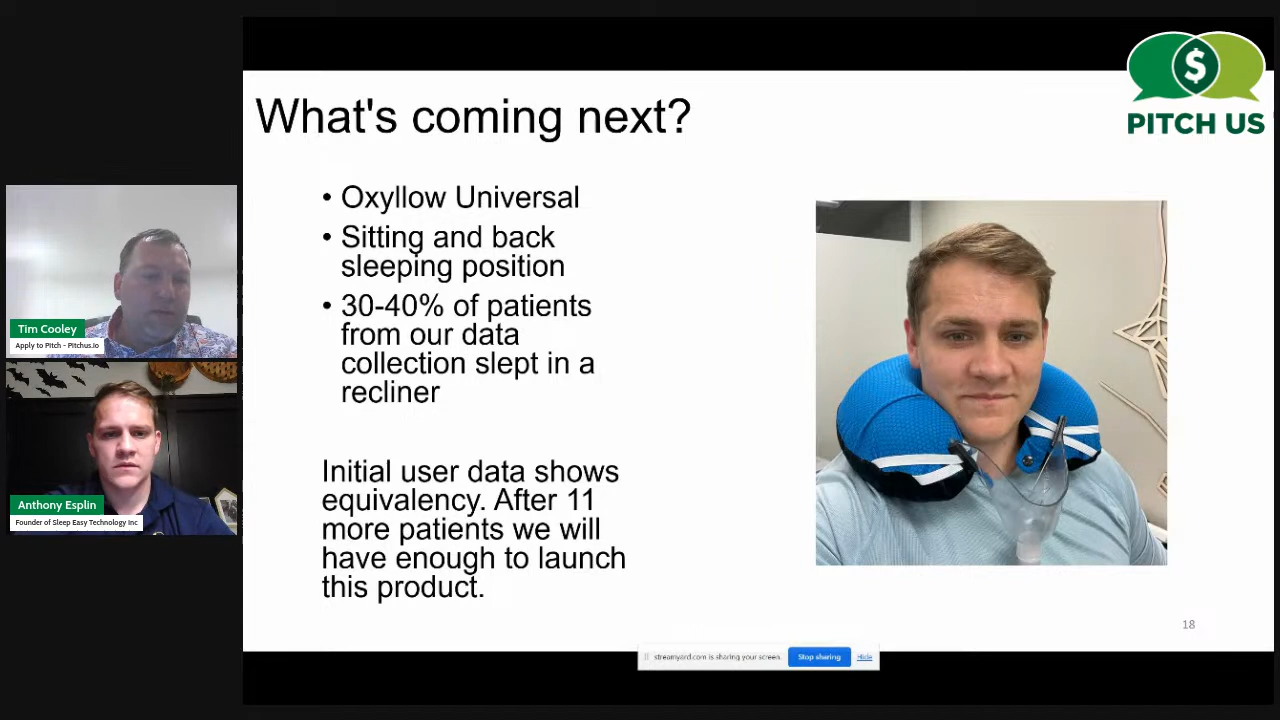 What's coming next?
$
PITCH US
• Oxyllow Universal
• Sitting and back
sleeping position
• 30-40% of patients
from our data
collection slept in a
recliner
Initial user data shows
equivalency. After 11
more patients we will
have enough to launch
this product.
18
Tim Cooley
Apply to Pitch - Pitchus.io
Anthony Esplin
Founder of Sleep Easy Technology Inc
streamyard.com is sharing your screen.
Stop sharing
Hide